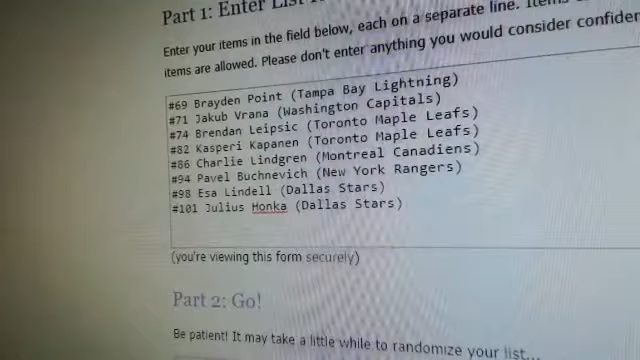 Part 1: Enter List
Enter your items in the field below, each on a separate line. Items
items are allowed. Please don't enter anything you would consider
#69 Brayden Point (Tampa Bay Lightning)
#71 Jakub Vrana (Washington Capitals)
#74 Brendan Leipsic (Toronto Maple Leafs)
#82 Kasperi Kapanen (Toronto Maple Leafs)
#86 Charlie Lindgren (Montreal Canadiens)
#94 Pavel Buchnevich (New York Rangers)
#98 Esa Lindell (Dallas Stars)
#101 Julius Honka (Dallas Stars)
(you're viewing this form securely)
Part 2: Go!
Be patient! It may take a little while to randomize your list...